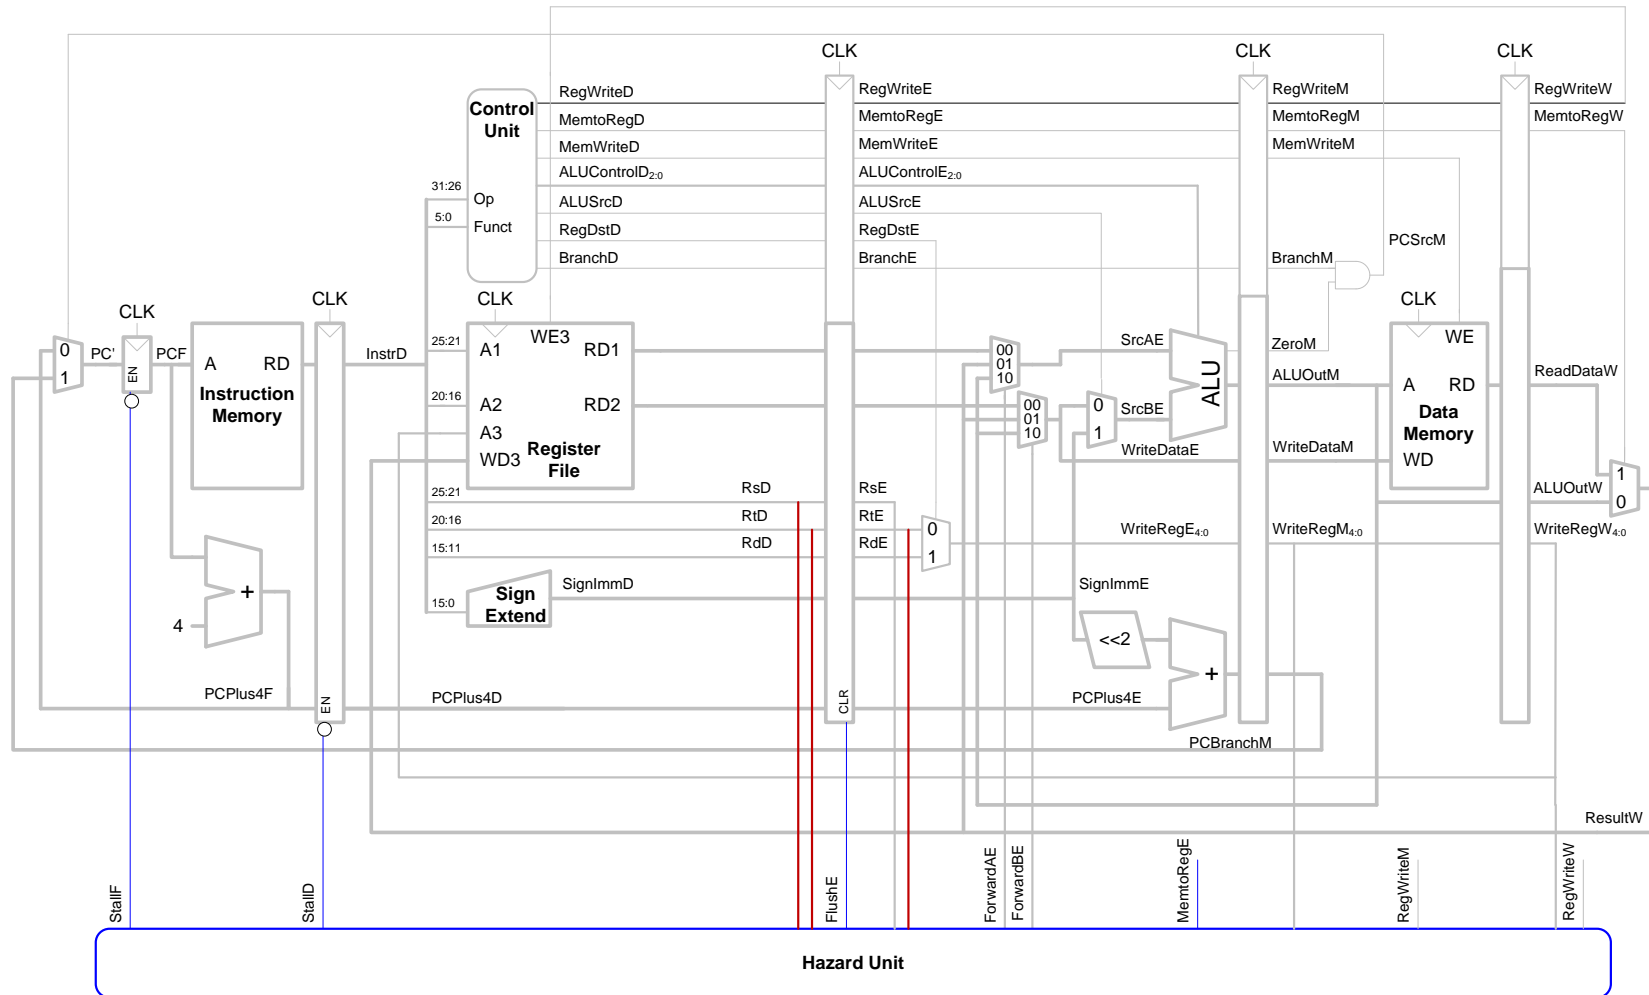 CLK
CLK
CLK
Control
Unit
RegWriteD
RegWriteE
RegWriteM
RegWriteW
MemtoRegD
MemtoRegE
MemtoRegM
MemtoRegW
MemWriteD
MemWriteE
MemWriteM
ALUControlD2:0
ALUControlE2:0
31:26
Op
ALUSrcD
ALUSrcE
5:0
Funct
RegDstD
RegDstE
PCSrcM
BranchD
BranchE
BranchM
CLK
CLK
CLK
CLK
0
1
PC'
EN
PCF
A
RD
Instruction
Memory
InstrD
25:21
A1
WE3
RD1
00
01
10
SrcAE
ALU
ZeroM
ALUOutM
WE
A
RD
Data
Memory
WD
ReadDataW
20:16
A2
RD2
00
01
10
0
1
SrcBE
A3
WD3
Register
File
WriteDataE
WriteDataM
1
0
ALUOutW
25:21
RsD
RsE
20:16
RtD
RtE
0
1
WriteRegE4:0
WriteRegM4:0
WriteRegW4:0
15:11
RdD
RdE
SignImmD
SignImmE
15:0
Sign
Extend
+
4
<<2
+
PCPlus4F
EN
PCPlus4D
CLR
PCPlus4E
PCBranchM
ResultW
StallF
StallD
FlushE
ForwardAE
ForwardBE
MemtoRegE
RegWriteM
RegWriteW
Hazard Unit